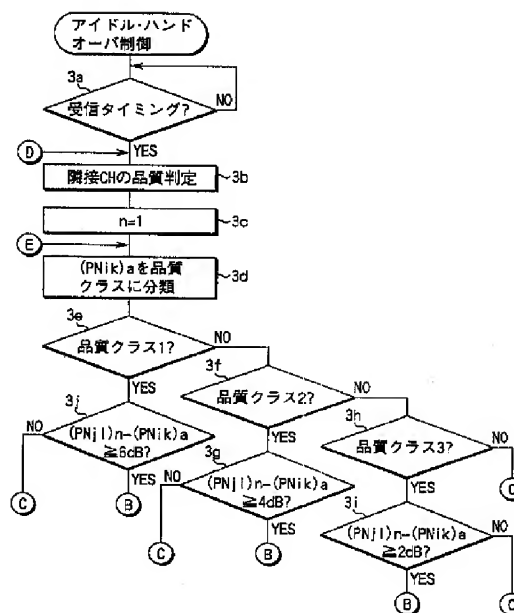 アイドル・ハンド
オーバ制御
3a
受信タイミング?
NO
YES
D
隣接CHの品質判定
3b
n=1
3c
E
(PNik)aを品質
クラスに分類
3d
3e
品質クラス1?
NO
YES
3f
品質クラス2?
NO
YES
3h
品質クラス3?
NO
YES
C
3j
(PNjl)n-(PNik)a
≧6dB?
NO
YES
C
B
3g
(PNjl)n-(PNik)a
≧4dB?
NO
YES
C
B
3i
(PNjl)n-(PNik)a
≧2dB?
NO
YES
B
C